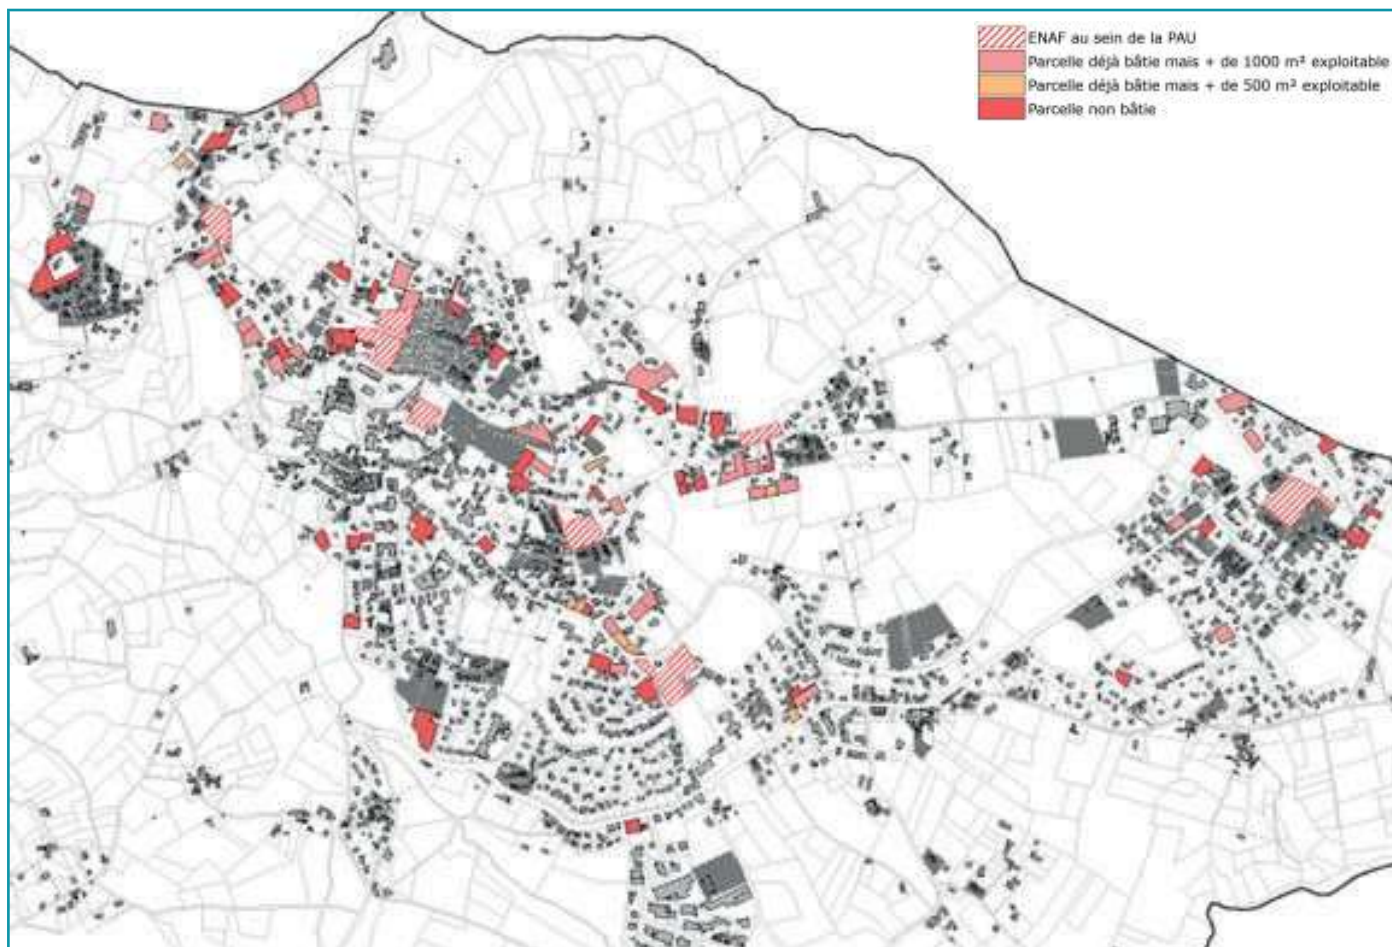 ENAF au sein de la PAU
Parcelle déjà bâtie mais + de 1000 m² exploitable
Parcelle déjà bâtie mais + de 500 m² exploitable
Parcelle non bâtie